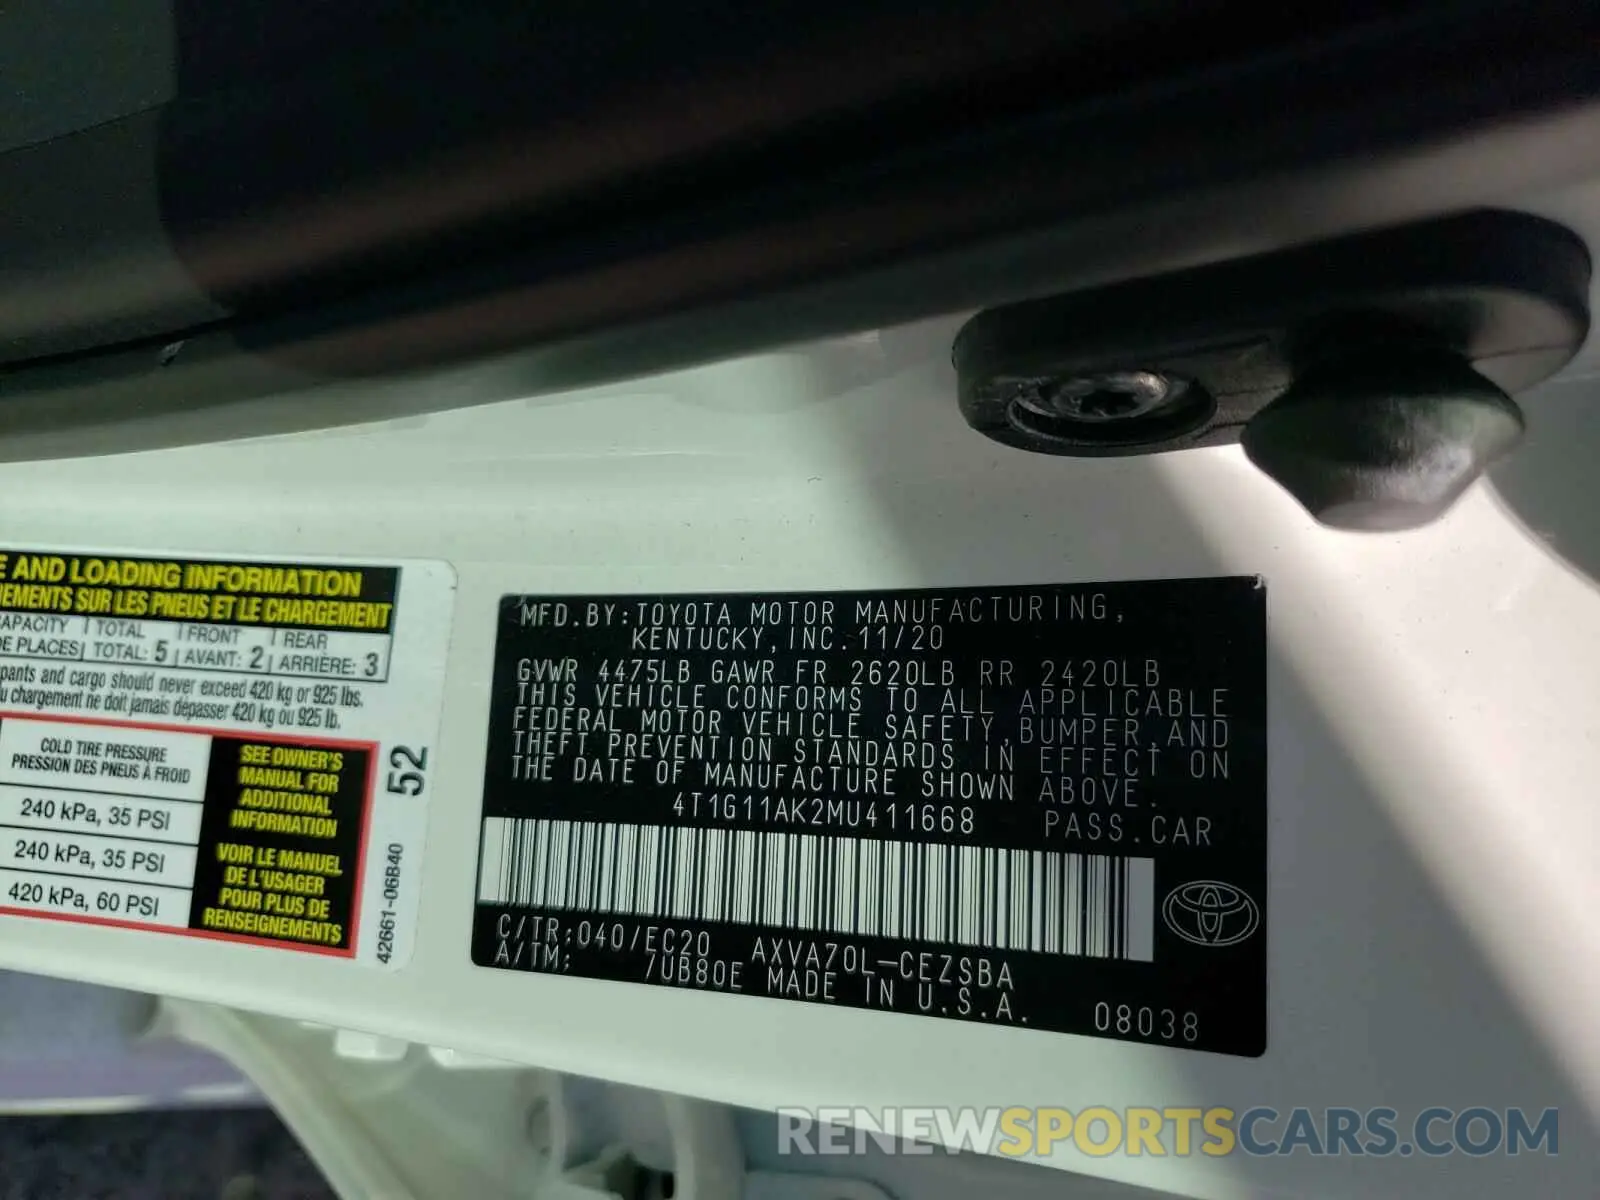 E AND LOADING INFORMATION
NEMENTS SUR LES PNEUS ET LE CHARGEMENT
CAPACITY TOTAL FRONT REAR
DE PLACES TOTAL: 5 AVANT: 2 ARRIÈRE: 3
pants and cargo should never exceed 420 kg or 925 lbs.
u chargement ne doit jamais dépasser 420 kg ou 925 lb.
COLD TIRE PRESSURE
PRESSION DES PNEUS À FROID
240 kPa, 35 PSI
240 kPa, 35 PSI
420 kPa, 60 PSI
SEE OWNER'S
MANUAL FOR
ADDITIONAL
INFORMATION
VOIR LE MANUEL
DE L'USAGER
POUR PLUS DE
RENSEIGNEMENTS
52
42661-06B40
MFD.BY:TOYOTA MOTOR MANUFACTURING,
KENTUCKY,INC.11/20
GVWR 4475LB GAWR FR 2620LB RR 2420LB
THIS VEHICLE CONFORMS TO ALL APPLICABLE
FEDERAL MOTOR VEHICLE SAFETY,BUMPER,AND
THEFT PREVENTION STANDARDS IN EFFECT ON
THE DATE OF MANUFACTURE SHOWN ABOVE.
4T1G11AK2MU411668 PASS.CAR
C/TR:040/EC20 AXVA70L-CEZSBA
A/TM: /UB80E MADE IN U.S.A.
08038
RENEWSPORTSCARS.COM